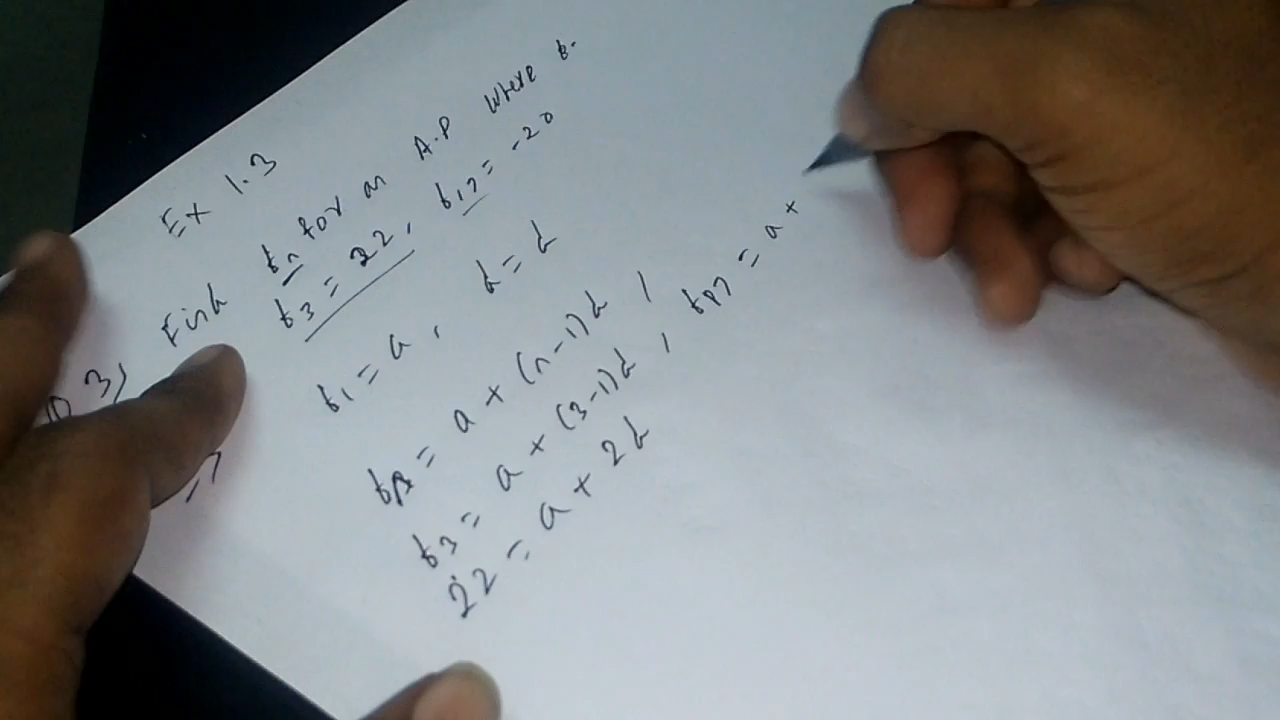 Ex 1.3
3) Find tn for an A.P where t.
t3 = 22, t17 = -20
t1 = a, d = d
tn = a + (n-1)d,
t3 = a + (3-1)d, t17 = a +
22 = a + 2d